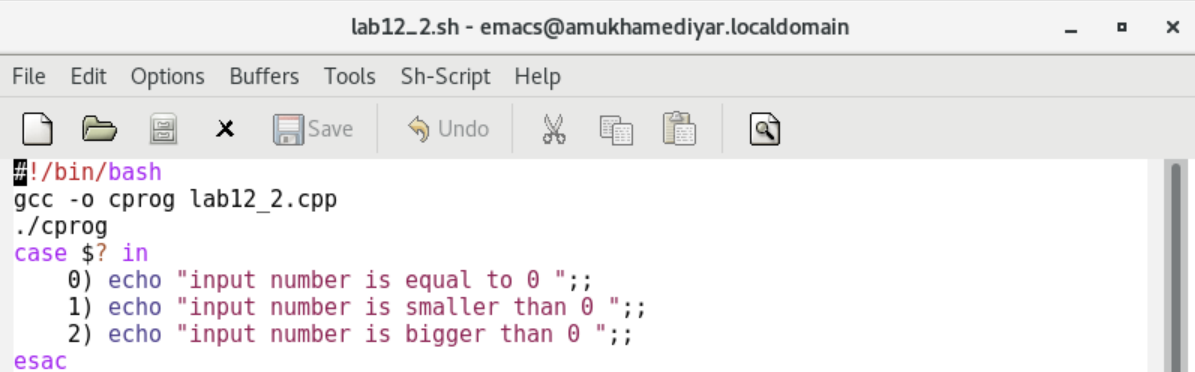 lab12_2.sh - emacs@amukhamediyar.localdomain
File Edit Options Buffers Tools Sh-Script Help
Save Undo
#!/bin/bash
gcc -o cprog lab12_2.cpp
./cprog
case $? in
    0) echo "input number is equal to 0 ";;
    1) echo "input number is smaller than 0 ";;
    2) echo "input number is bigger than 0 ";;
esac